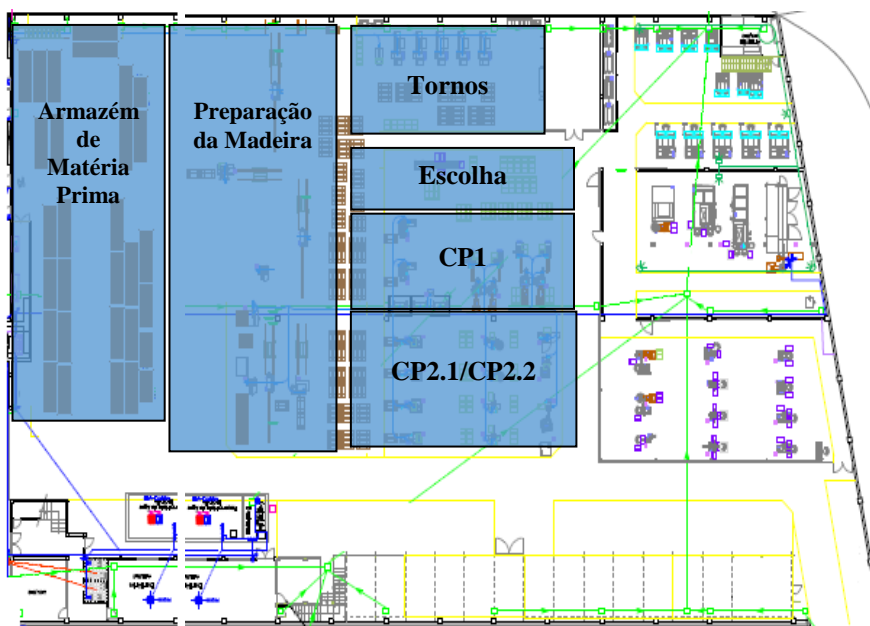 Armazém
de
Matéria
Prima
Preparação
da Madeira
Tornos
Escolha
CP1
CP2.1/CP2.2